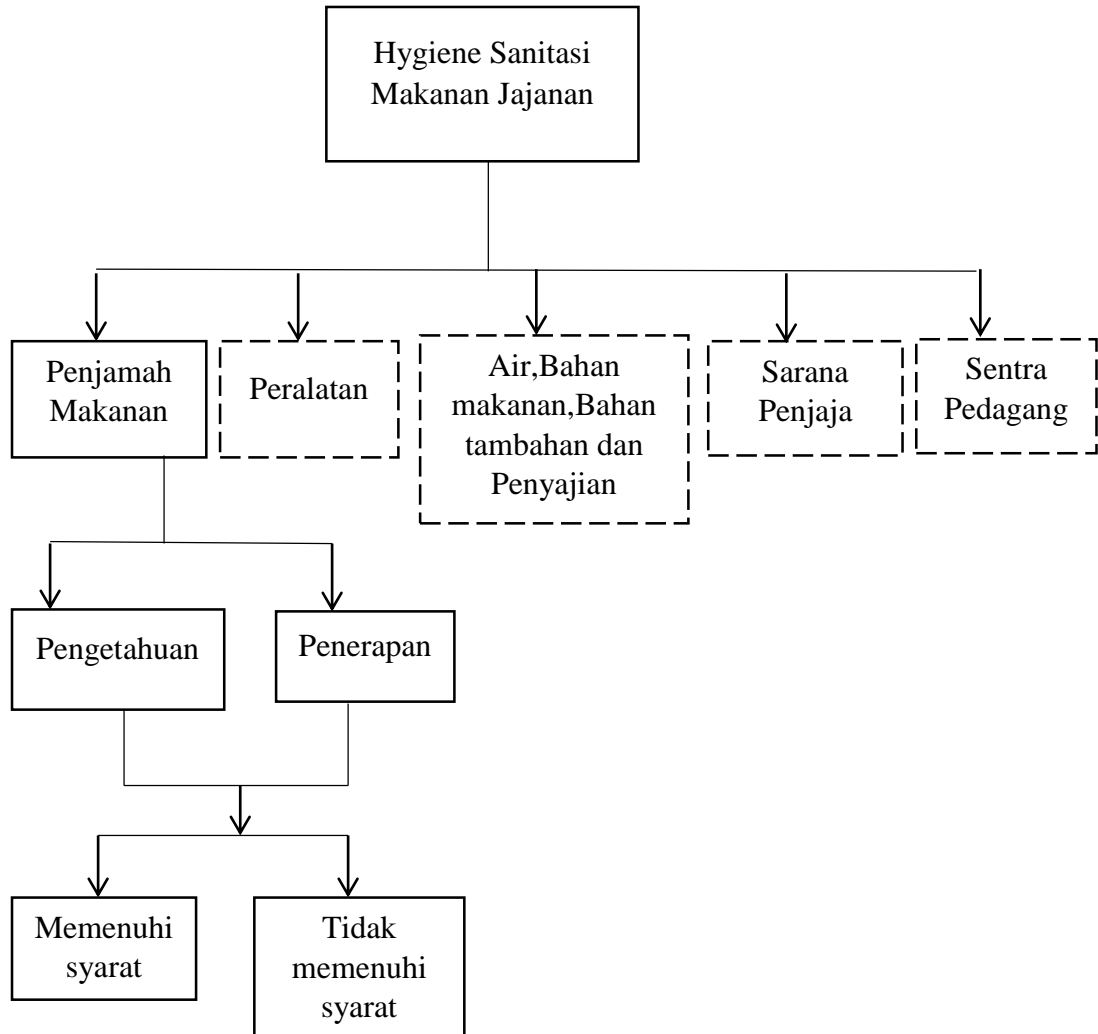 Hygiene Sanitasi
Makanan Jajanan
Penjamah
Makanan
Peralatan
Air,Bahan
makanan,Bahan
tambahan dan
Penyajian
Sarana
Penjaja
Sentra
Pedagang
Pengetahuan
Penerapan
Memenuhi
syarat
Tidak
memenuhi
syarat